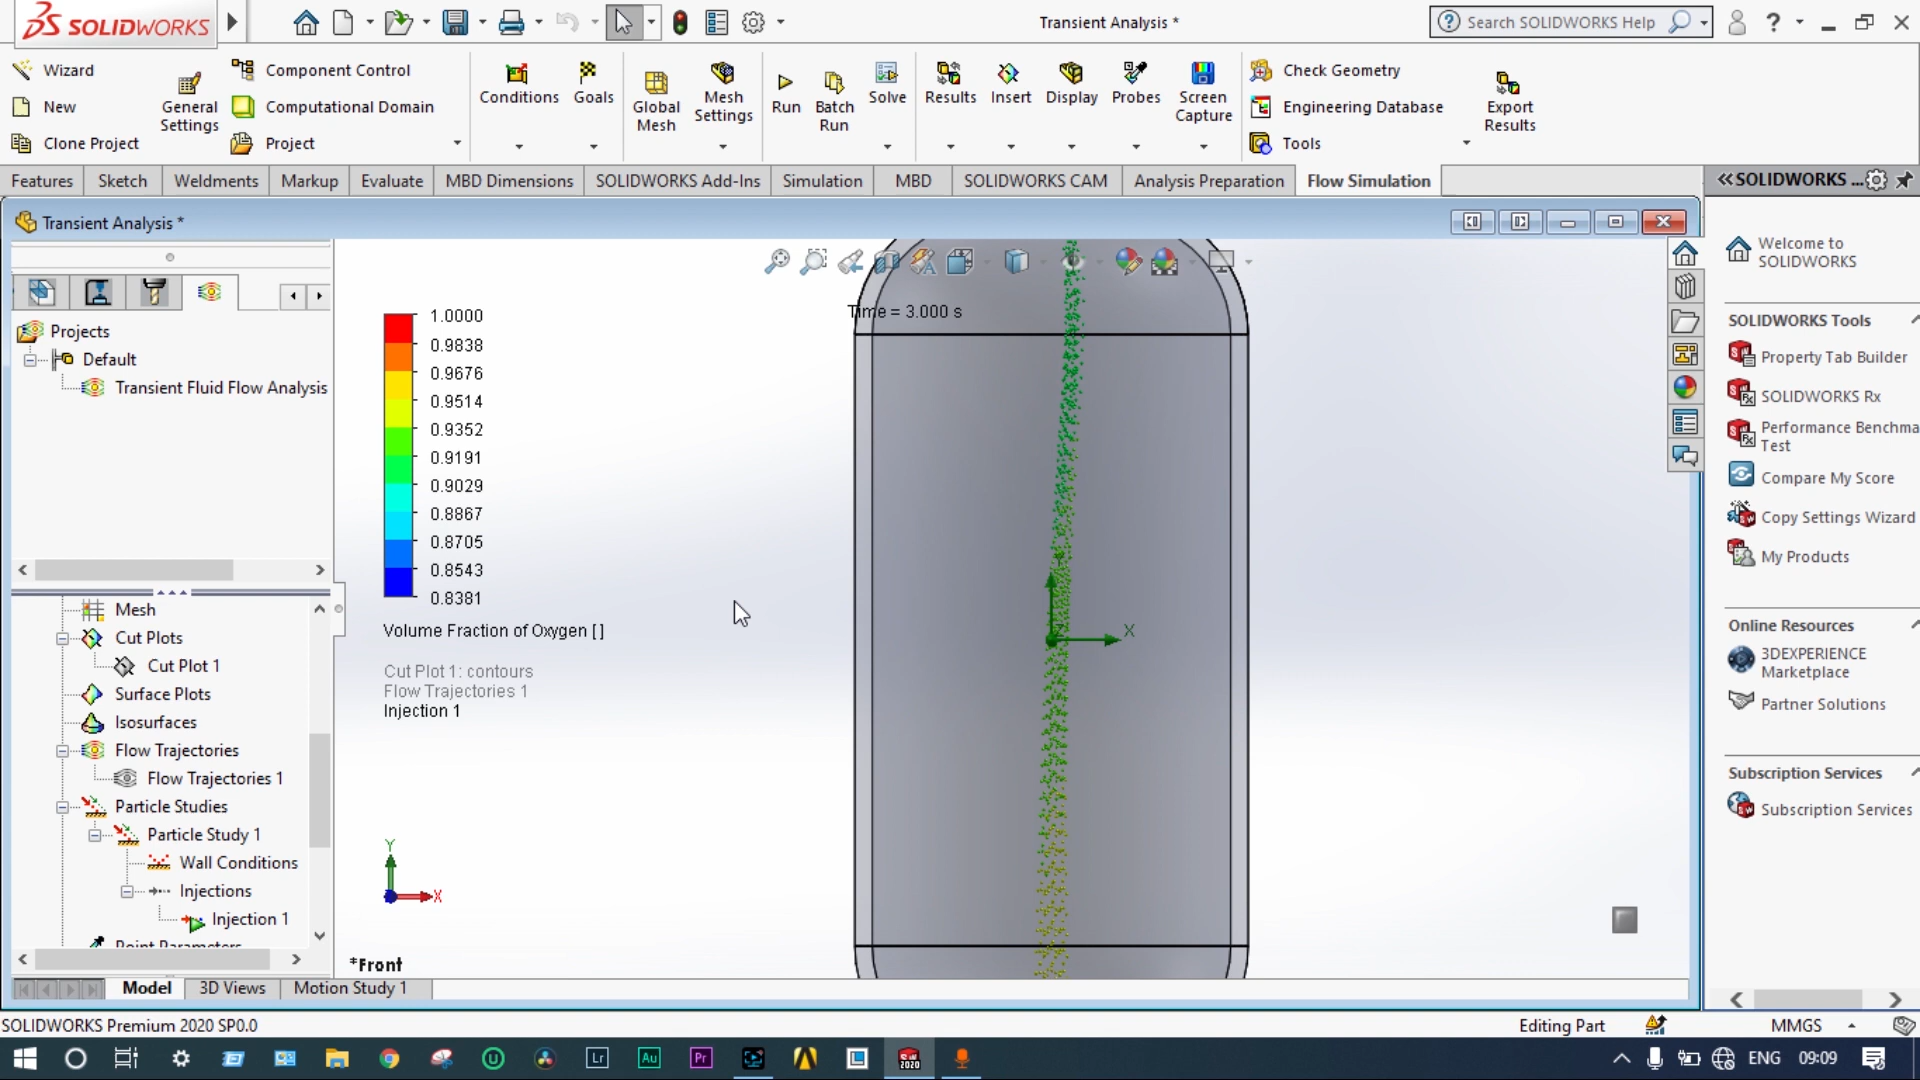 SOLIDWORKS
Transient Analysis *
Search SOLIDWORKS Help
?
Wizard
New
Clone Project
General Settings
Component Control
Computational Domain
Project
Conditions
Goals
Global Mesh
Mesh Settings
Run
Batch Run
Solve
Results
Insert
Display
Probes
Screen Capture
Check Geometry
Engineering Database
Tools
Export Results
Features
Sketch
Weldments
Markup
Evaluate
MBD Dimensions
SOLIDWORKS Add-Ins
Simulation
MBD
SOLIDWORKS CAM
Analysis Preparation
Flow Simulation
SOLIDWORKS ...
Transient Analysis *
Projects
Default
Transient Fluid Flow Analysis
Mesh
Cut Plots
Cut Plot 1
Surface Plots
Isosurfaces
Flow Trajectories
Flow Trajectories 1
Particle Studies
Particle Study 1
Wall Conditions
Injections
Injection 1
Point Parameters
1.0000
0.9838
0.9676
0.9514
0.9352
0.9191
0.9029
0.8867
0.8705
0.8543
0.8381
Volume Fraction of Oxygen [ ]
Cut Plot 1: contours
Flow Trajectories 1
Injection 1
Time = 3.000 s
X
Y
X
*Front
Welcome to
SOLIDWORKS
SOLIDWORKS Tools
Property Tab Builder
SOLIDWORKS Rx
Performance Benchma
Test
Compare My Score
Copy Settings Wizard
My Products
Online Resources
3DEXPERIENCE
Marketplace
Partner Solutions
Subscription Services
Subscription Services
Model
3D Views
Motion Study 1
SOLIDWORKS Premium 2020 SP0.0
Editing Part
MMGS
Lr
Au
Pr
SW
2020
ENG
09:09